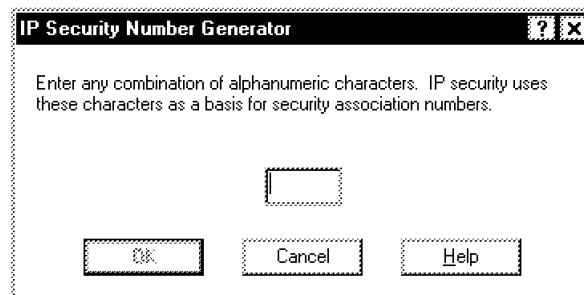 IP Security Number Generator ? X
Enter any combination of alphanumeric characters. IP security uses
these characters as a basis for security association numbers.
OK Cancel Help